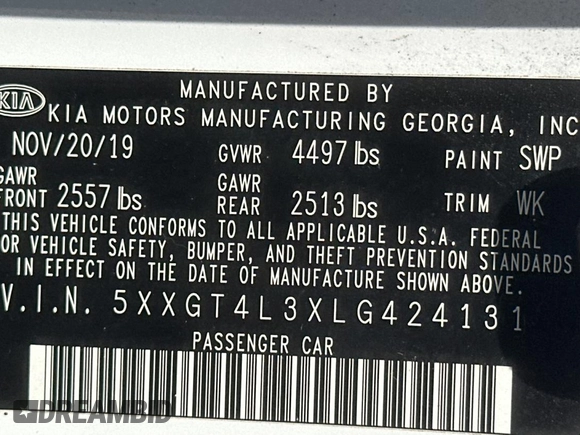 MANUFACTURED BY
KIA KIA MOTORS MANUFACTURING GEORGIA, INC
NOV/20/19 GVWR 4497 lbs PAINT SWP
GAWR FRONT 2557 lbs GAWR REAR 2513 lbs TRIM WK
THIS VEHICLE CONFORMS TO ALL APPLICABLE U.S.A. FEDERAL
OR VEHICLE SAFETY, BUMPER, AND THEFT PREVENTION STANDARDS
IN EFFECT ON THE DATE OF MANUFACTURE SHOWN ABOVE.
V.I.N. 5XXGT4L3XLG424131
PASSENGER CAR
DREAMBID